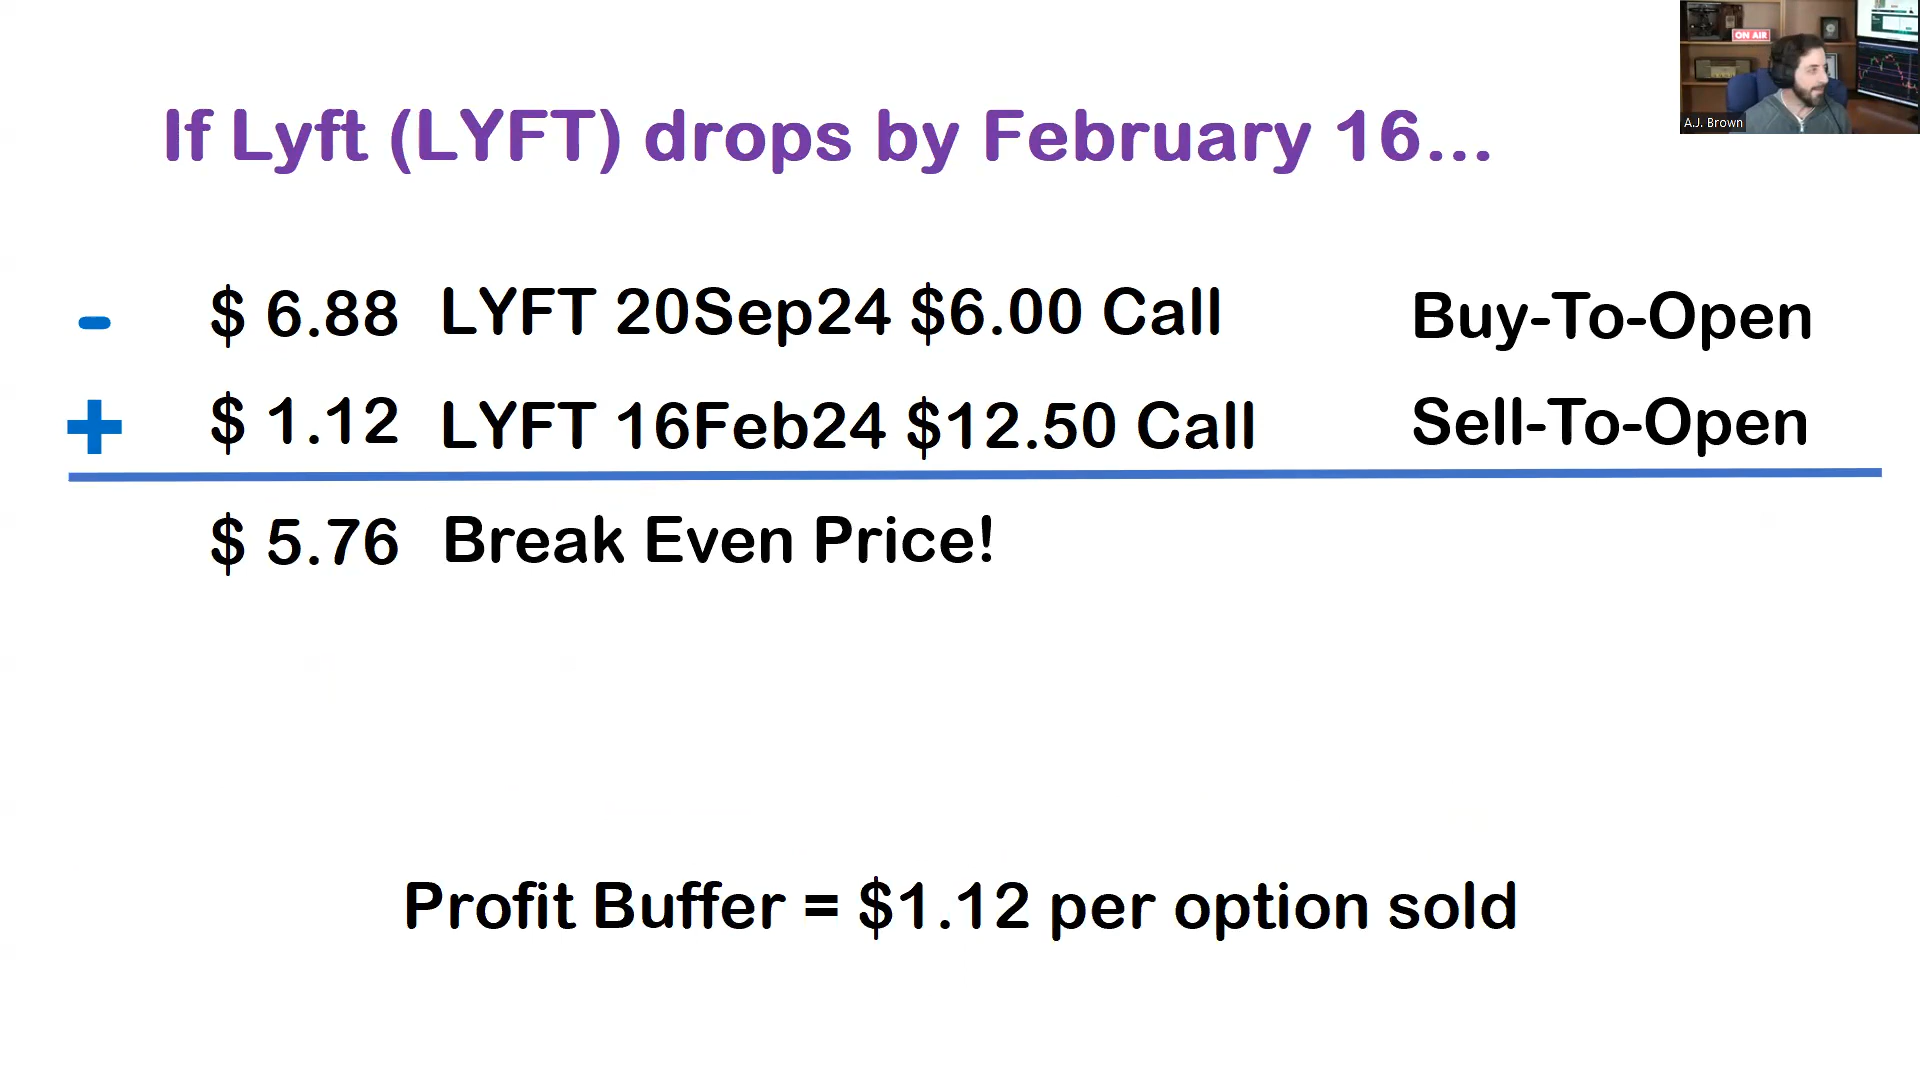 ON AIR
A.J. Brown
If Lyft (LYFT) drops by February 16...
- $ 6.88 LYFT 20Sep24 $6.00 Call Buy-To-Open
+ $ 1.12 LYFT 16Feb24 $12.50 Call Sell-To-Open
$ 5.76 Break Even Price!
Profit Buffer = $1.12 per option sold